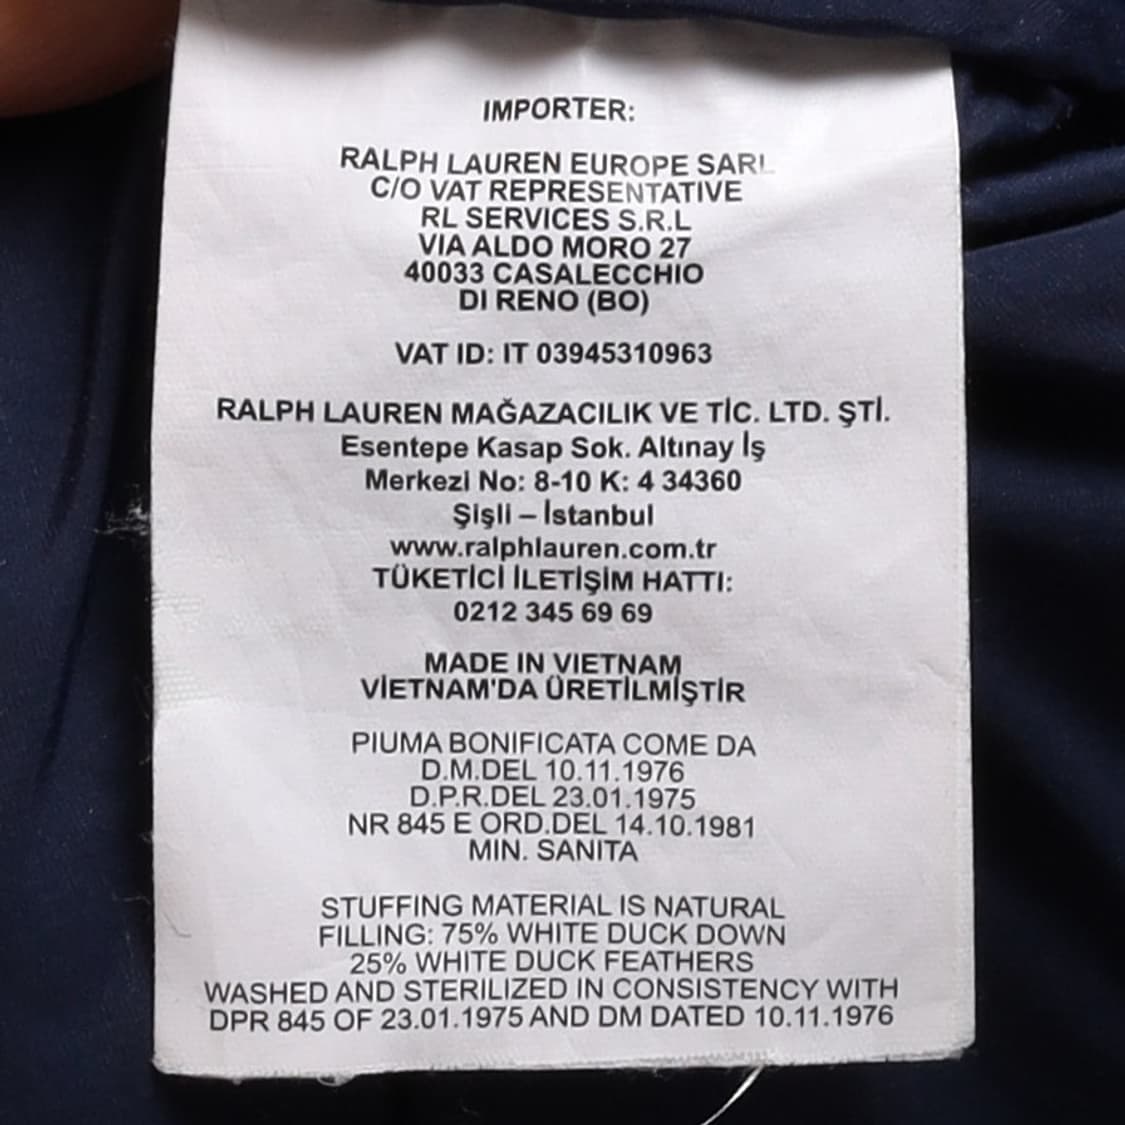 IMPORTER:
RALPH LAUREN EUROPE SARL
C/O VAT REPRESENTATIVE
RL SERVICES S.R.L
VIA ALDO MORO 27
40033 CASALECCHIO
DI RENO (BO)
VAT ID: IT 03945310963
RALPH LAUREN MAĞAZACILIK VE TİC. LTD. ŞTİ.
Esentepe Kasap Sok. Altınay İş
Merkezi No: 8-10 K: 4 34360
Şişli – İstanbul
www.ralphlauren.com.tr
TÜKETİCİ İLETİŞİM HATTI:
0212 345 69 69
MADE IN VIETNAM
VİETNAM'DA ÜRETİLMİŞTİR
PIUMA BONIFICATA COME DA
D.M.DEL 10.11.1976
D.P.R.DEL 23.01.1975
NR 845 E ORD.DEL 14.10.1981
MIN. SANITA
STUFFING MATERIAL IS NATURAL
FILLING: 75% WHITE DUCK DOWN
25% WHITE DUCK FEATHERS
WASHED AND STERILIZED IN CONSISTENCY WITH
DPR 845 OF 23.01.1975 AND DM DATED 10.11.1976